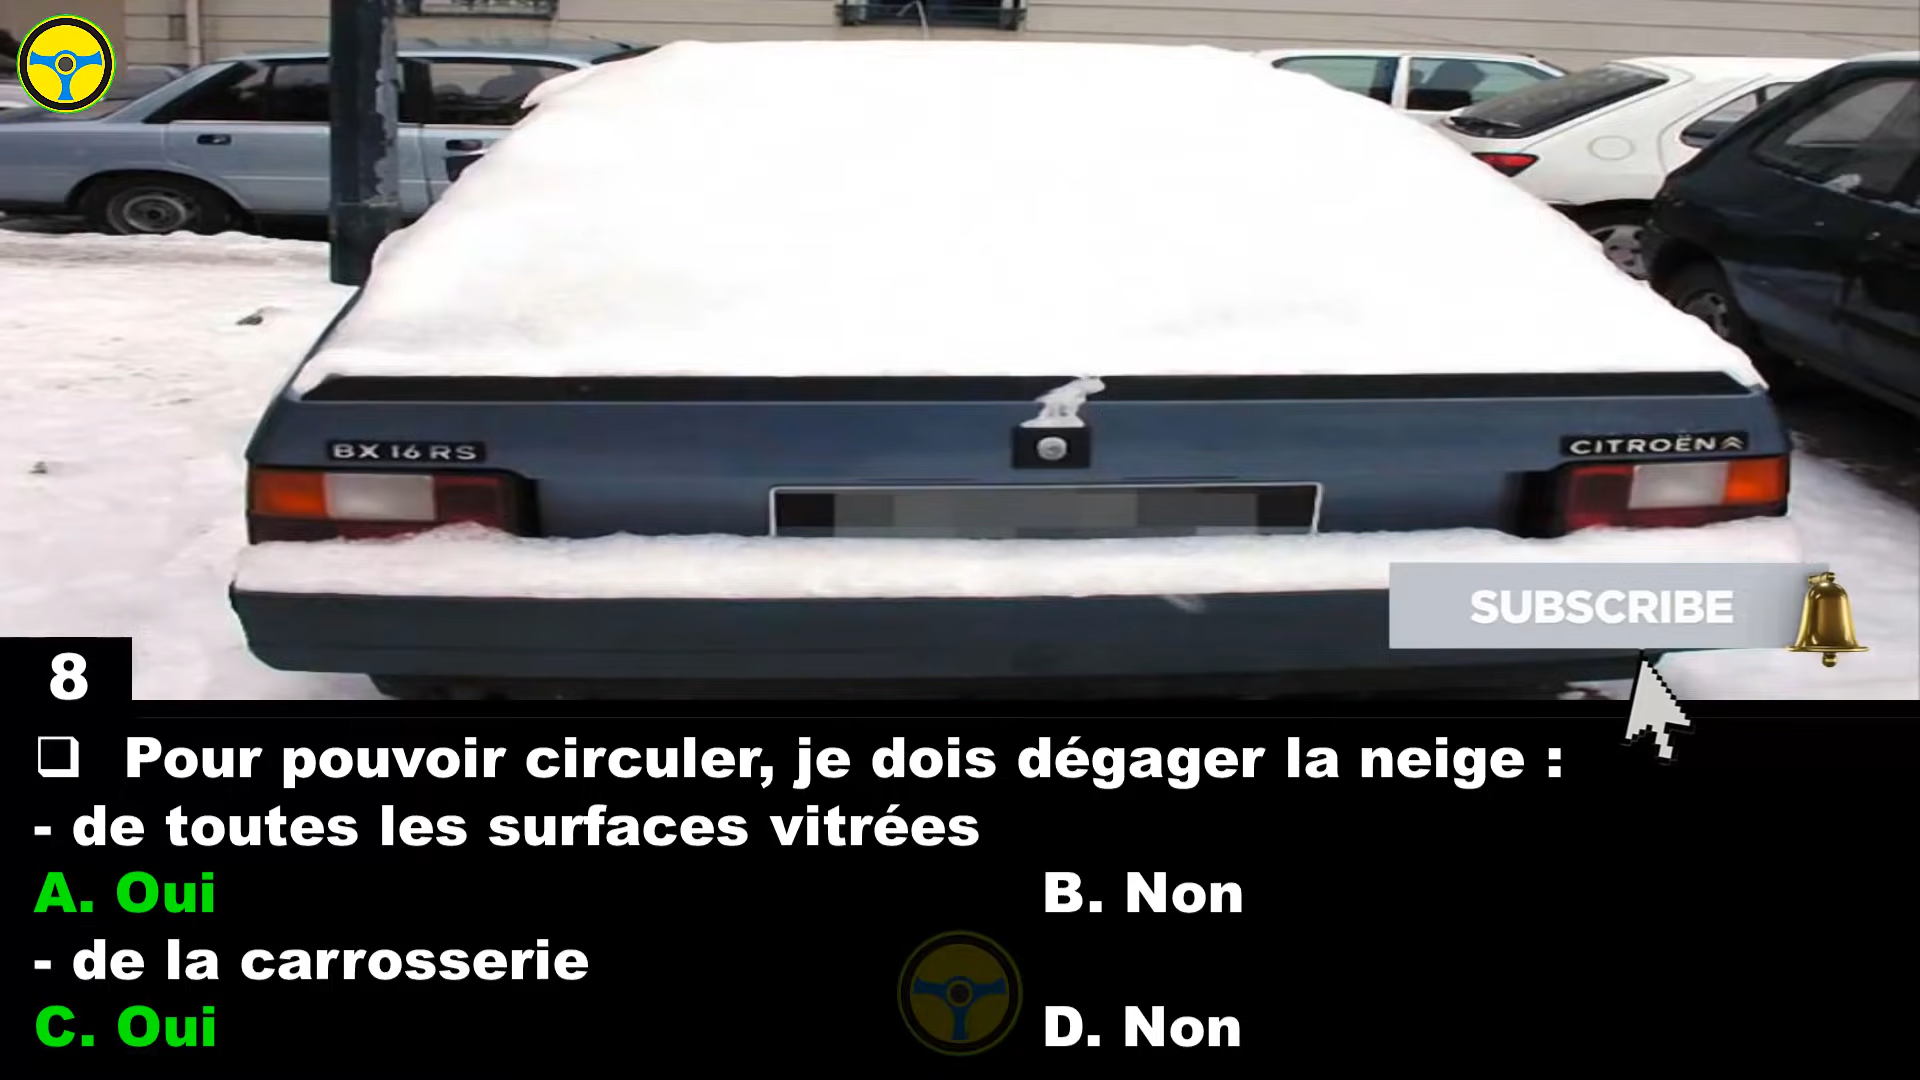 BX 16 RS
CITROËN
SUBSCRIBE
8
❑ Pour pouvoir circuler, je dois dégager la neige :
- de toutes les surfaces vitrées
A. Oui
B. Non
- de la carrosserie
C. Oui
D. Non